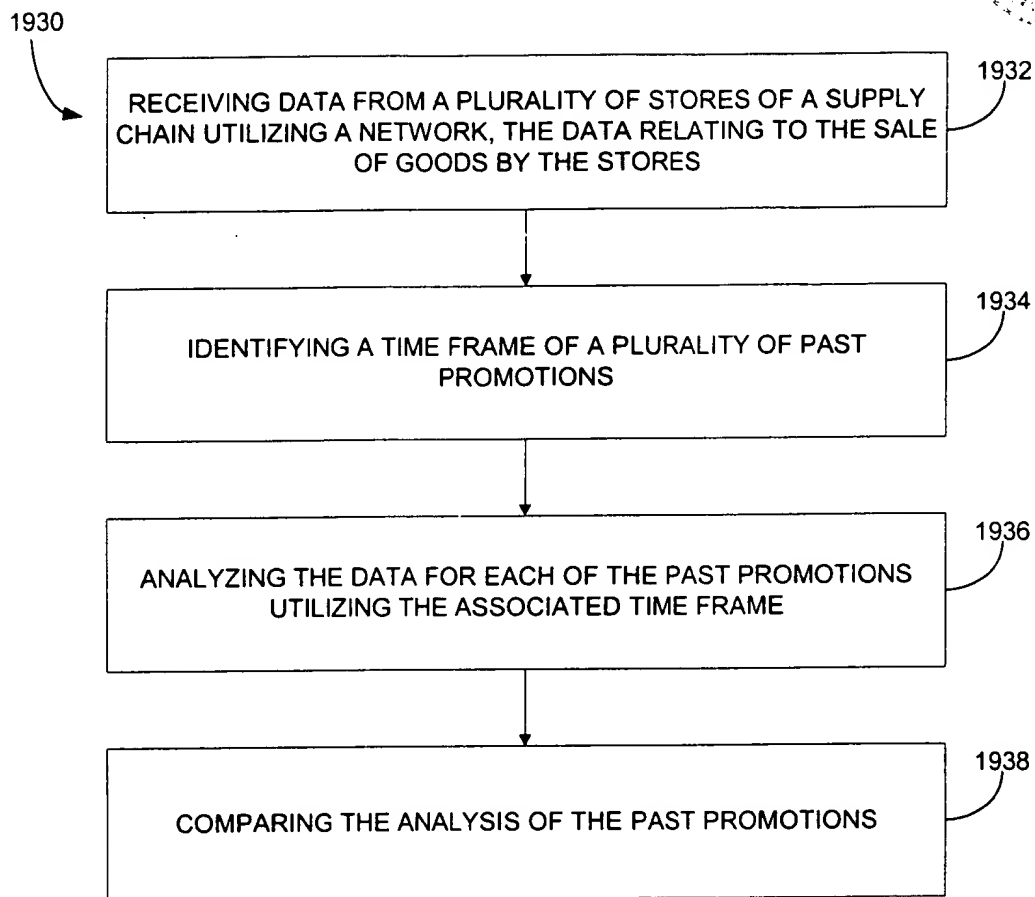 1930
1932
RECEIVING DATA FROM A PLURALITY OF STORES OF A SUPPLY
CHAIN UTILIZING A NETWORK, THE DATA RELATING TO THE SALE
OF GOODS BY THE STORES
1934
IDENTIFYING A TIME FRAME OF A PLURALITY OF PAST
PROMOTIONS
1936
ANALYZING THE DATA FOR EACH OF THE PAST PROMOTIONS
UTILIZING THE ASSOCIATED TIME FRAME
1938
COMPARING THE ANALYSIS OF THE PAST PROMOTIONS